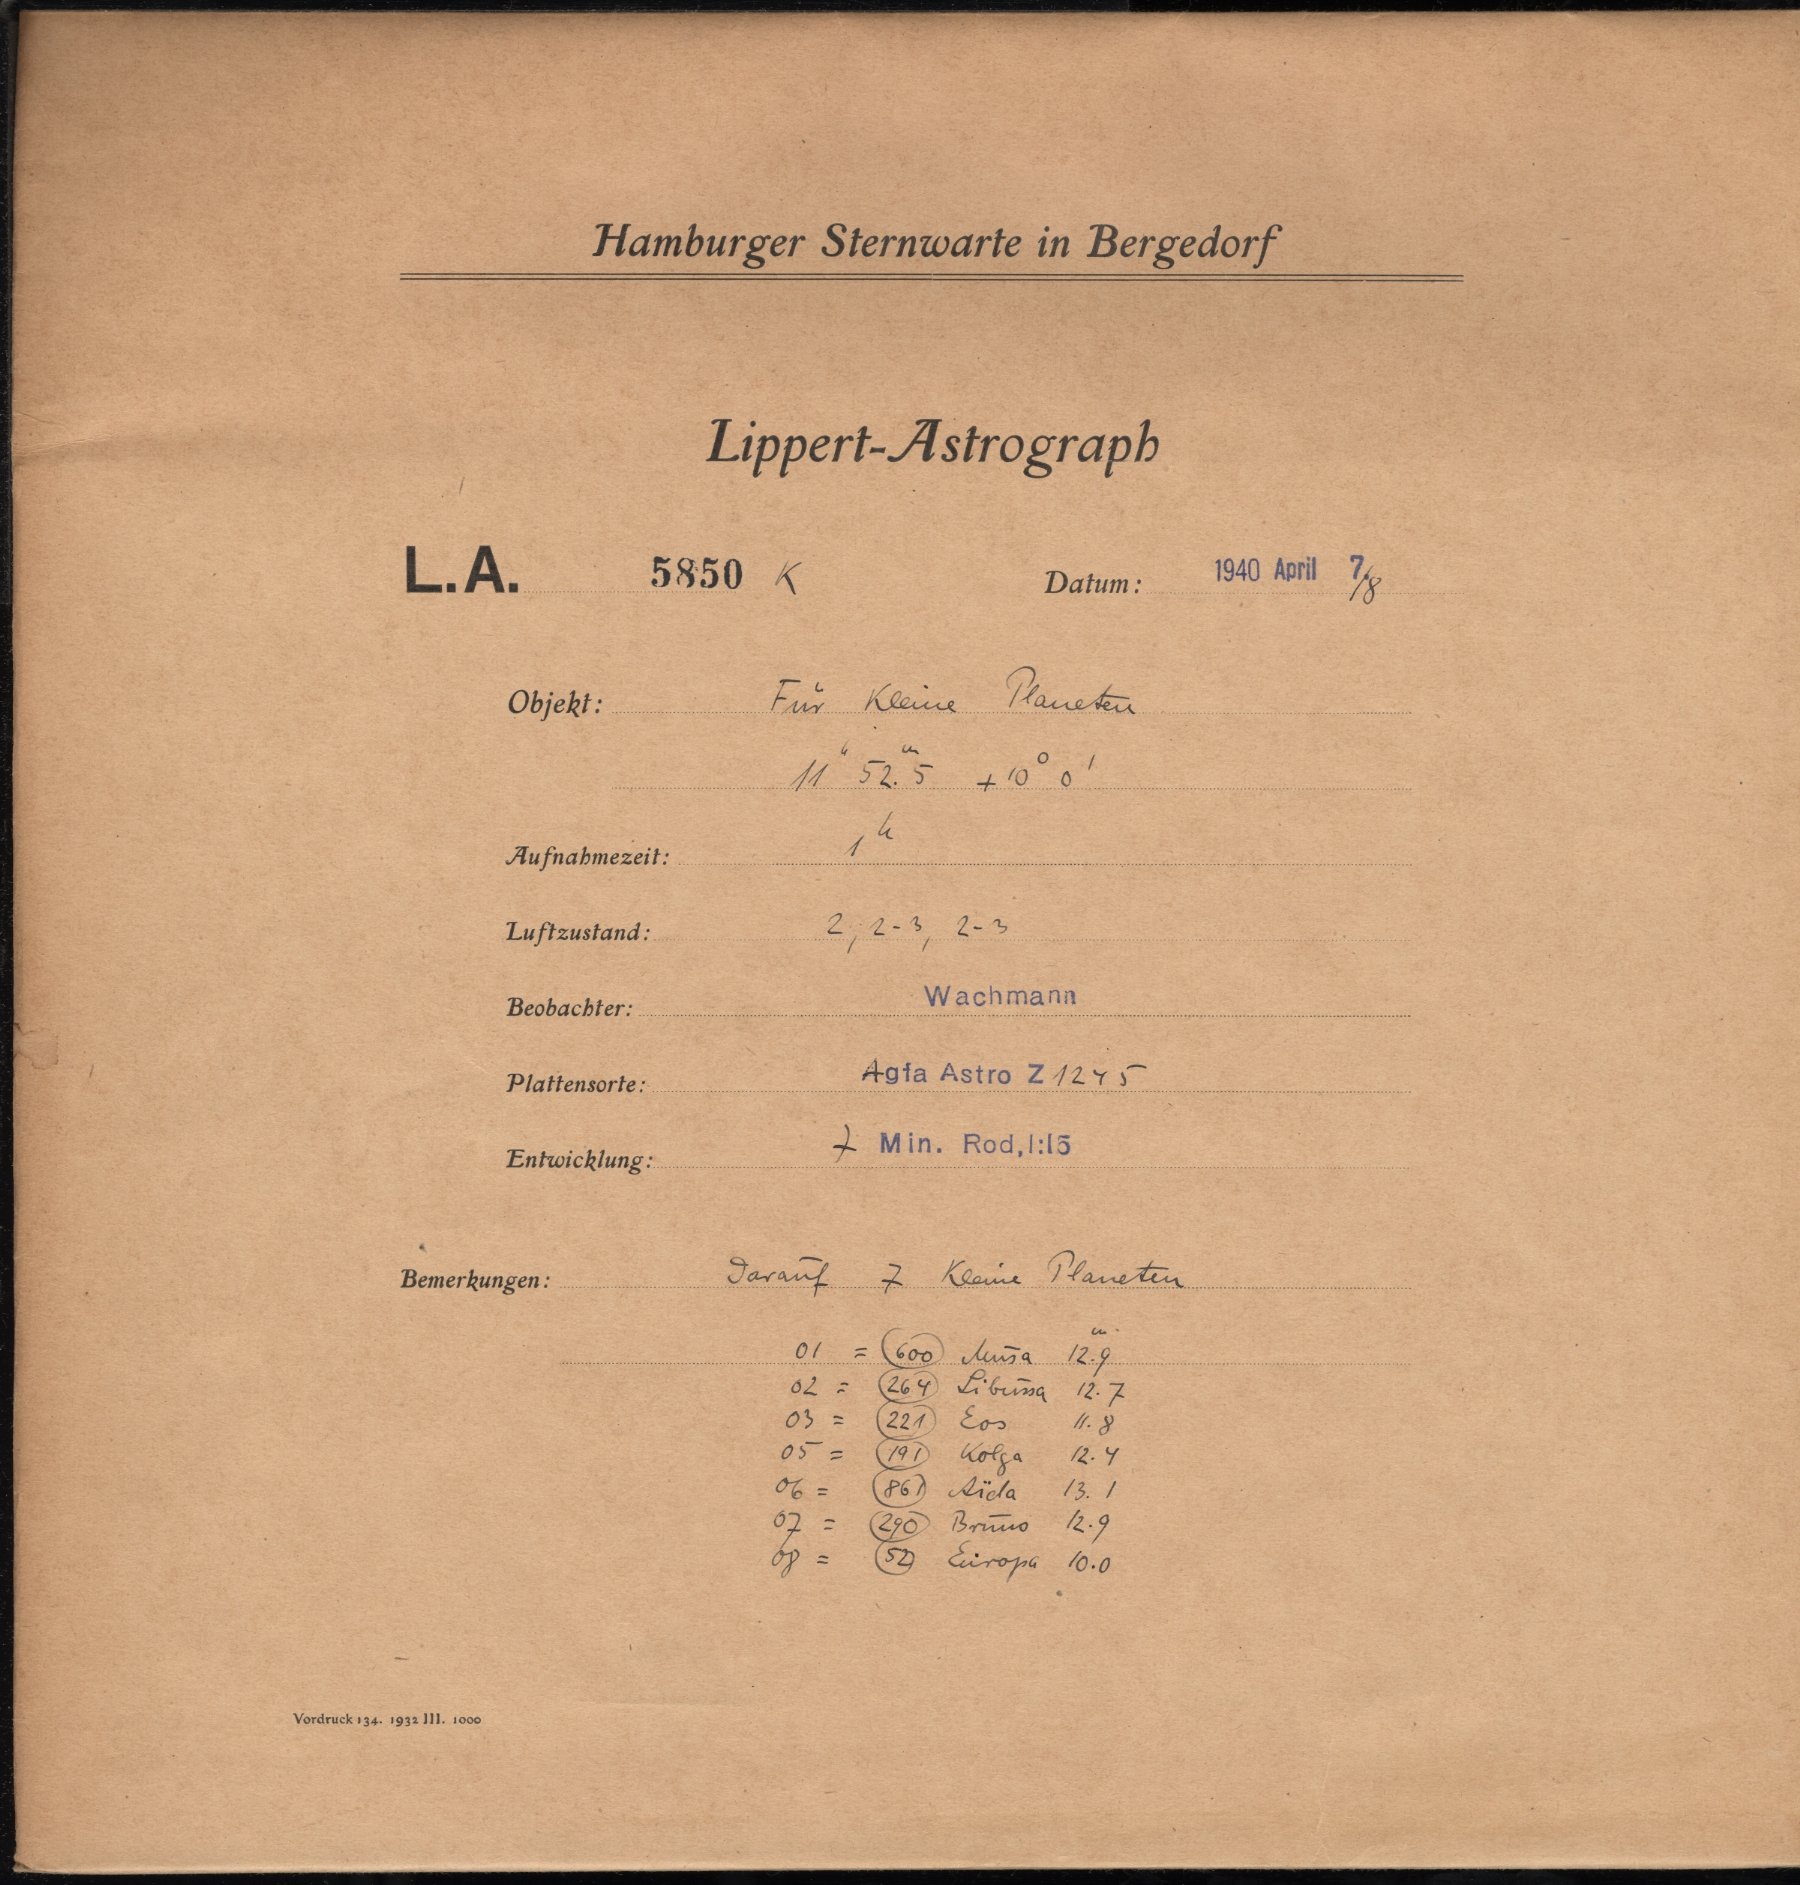 Hamburger Sternwarte in Bergedorf
Lippert-Astrograph
L.A. 5850 K Datum: 1940 April 7./8
Objekt: Für Kleine Planeten
11ʰ 52.ᵐ5 +10° 0'
Aufnahmezeit: 1ʰ
Luftzustand: 2, 2-3, 2-3
Beobachter: Wachmann
Plattensorte: Agfa Astro Z 1245
Entwicklung: 7 Min. Rod, 1:15
Bemerkungen: Darauf 7 Kleine Planeten
01 = (600) Musa 12.ᵐ9
02 = (264) Libussa 12.7
03 = (221) Eos 11.8
05 = (191) Kolga 12.4
06 = (861) Aïda 13.1
07 = (290) Bruno 12.9
08 = (52) Europa 10.0
Vordruck 134. 1932 III. 1000